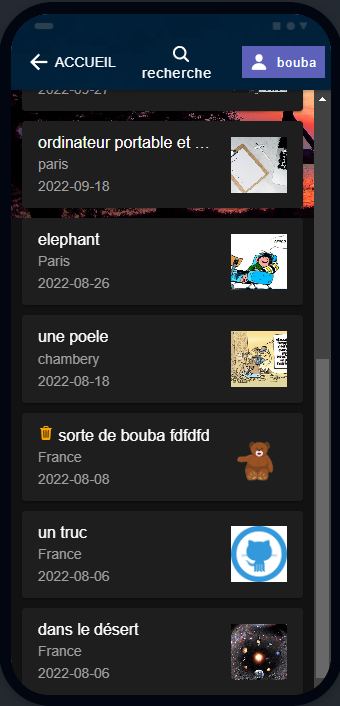 ACCUEIL
recherche
bouba
2022-09-27
ordinateur portable et ...
paris
2022-09-18
elephant
Paris
2022-08-26
une poele
chambery
2022-08-18
sorte de bouba fdfdfd
France
2022-08-08
un truc
France
2022-08-06
dans le désert
France
2022-08-06